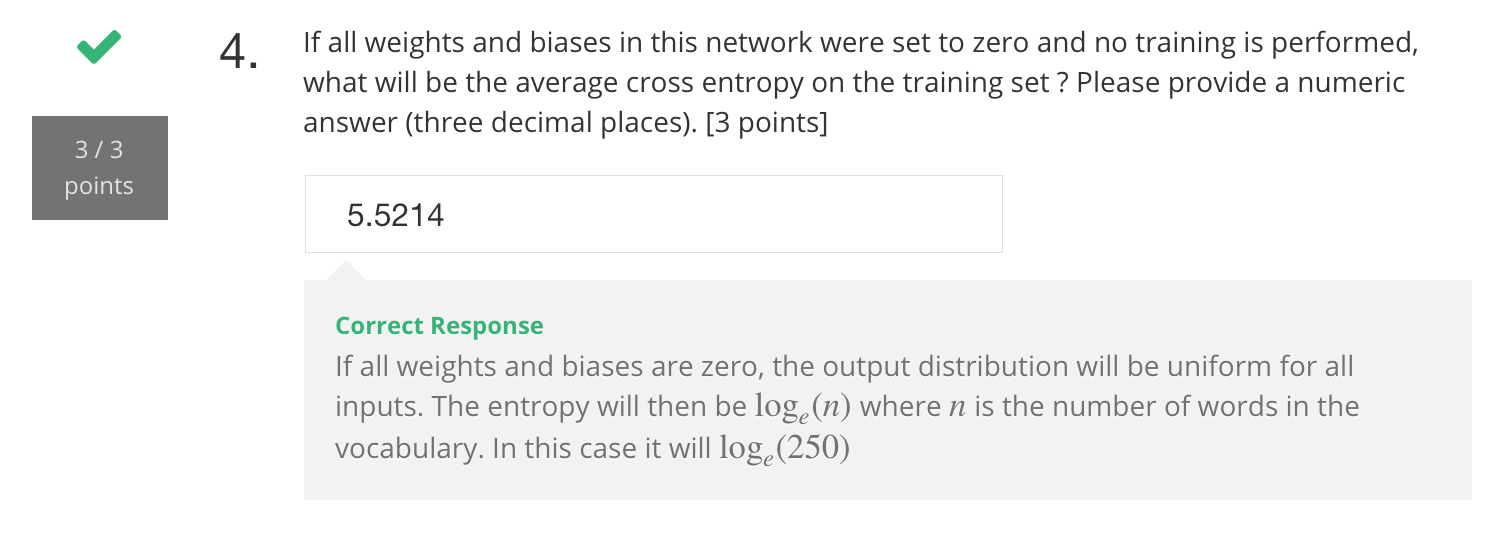 4.
If all weights and biases in this network were set to zero and no training is performed,
what will be the average cross entropy on the training set ? Please provide a numeric
answer (three decimal places). [3 points]
3 / 3
points
5.5214
Correct Response
If all weights and biases are zero, the output distribution will be uniform for all
inputs. The entropy will then be logₑ(n) where n is the number of words in the
vocabulary. In this case it will logₑ(250)